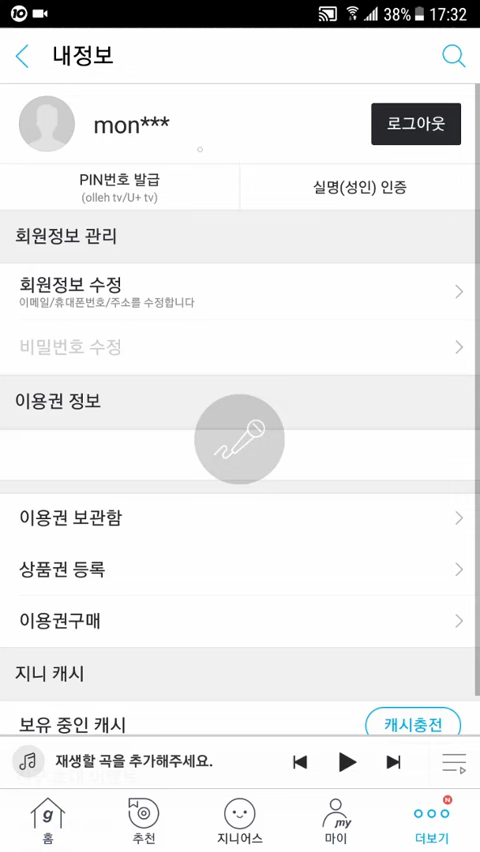 38% 17:32
내정보
mon***
로그아웃
PIN번호 발급
(olleh tv/U+ tv)
실명(성인) 인증
회원정보 관리
회원정보 수정
이메일/휴대폰번호/주소를 수정합니다
비밀번호 수정
이용권 정보
이용권 보관함
상품권 등록
이용권구매
지니 캐시
보유 중인 캐시
캐시충전
재생할 곡을 추가해주세요.
홈
추천
지니어스
my
마이
N
더보기